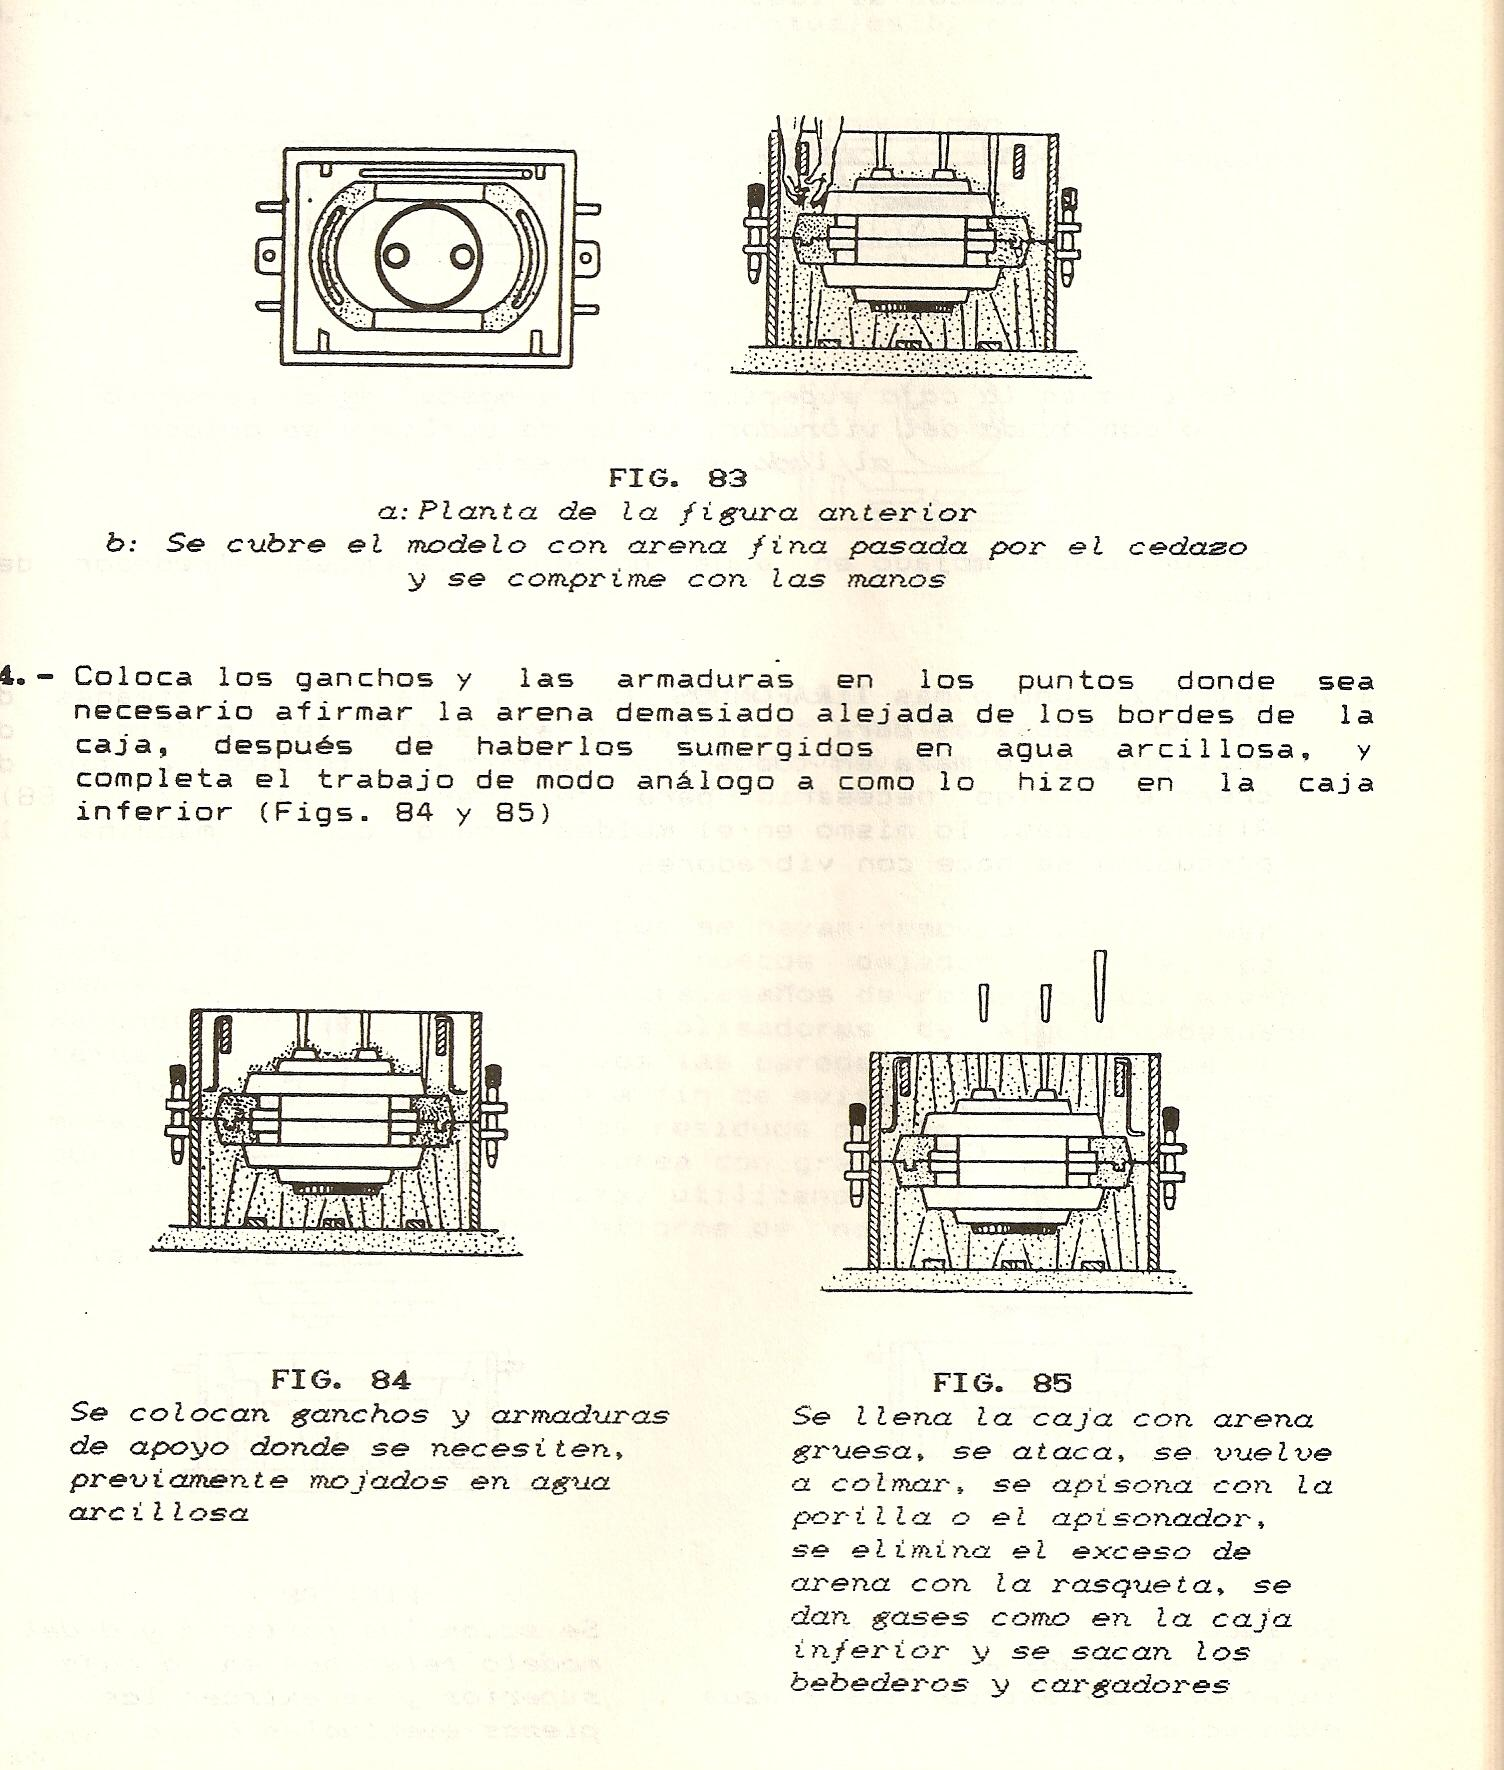 FIG. 83
a: Planta de la figura anterior
b: Se cubre el modelo con arena fina pasada por el cedazo
y se comprime con las manos
4.- Coloca los ganchos y las armaduras en los puntos donde sea
necesario afirmar la arena demasiado alejada de los bordes de la
caja, después de haberlos sumergidos en agua arcillosa, y
completa el trabajo de modo análogo a como lo hizo en la caja
inferior (Figs. 84 y 85)
FIG. 84
Se colocan ganchos y armaduras
de apoyo donde se necesiten,
previamente mojados en agua
arcillosa
FIG. 85
Se llena la caja con arena
gruesa, se ataca, se vuelve
a colmar, se apisona con la
porilla o el apisonador,
se elimina el exceso de
arena con la rasqueta, se
dan gases como en la caja
inferior y se sacan los
bebederos y cargadores